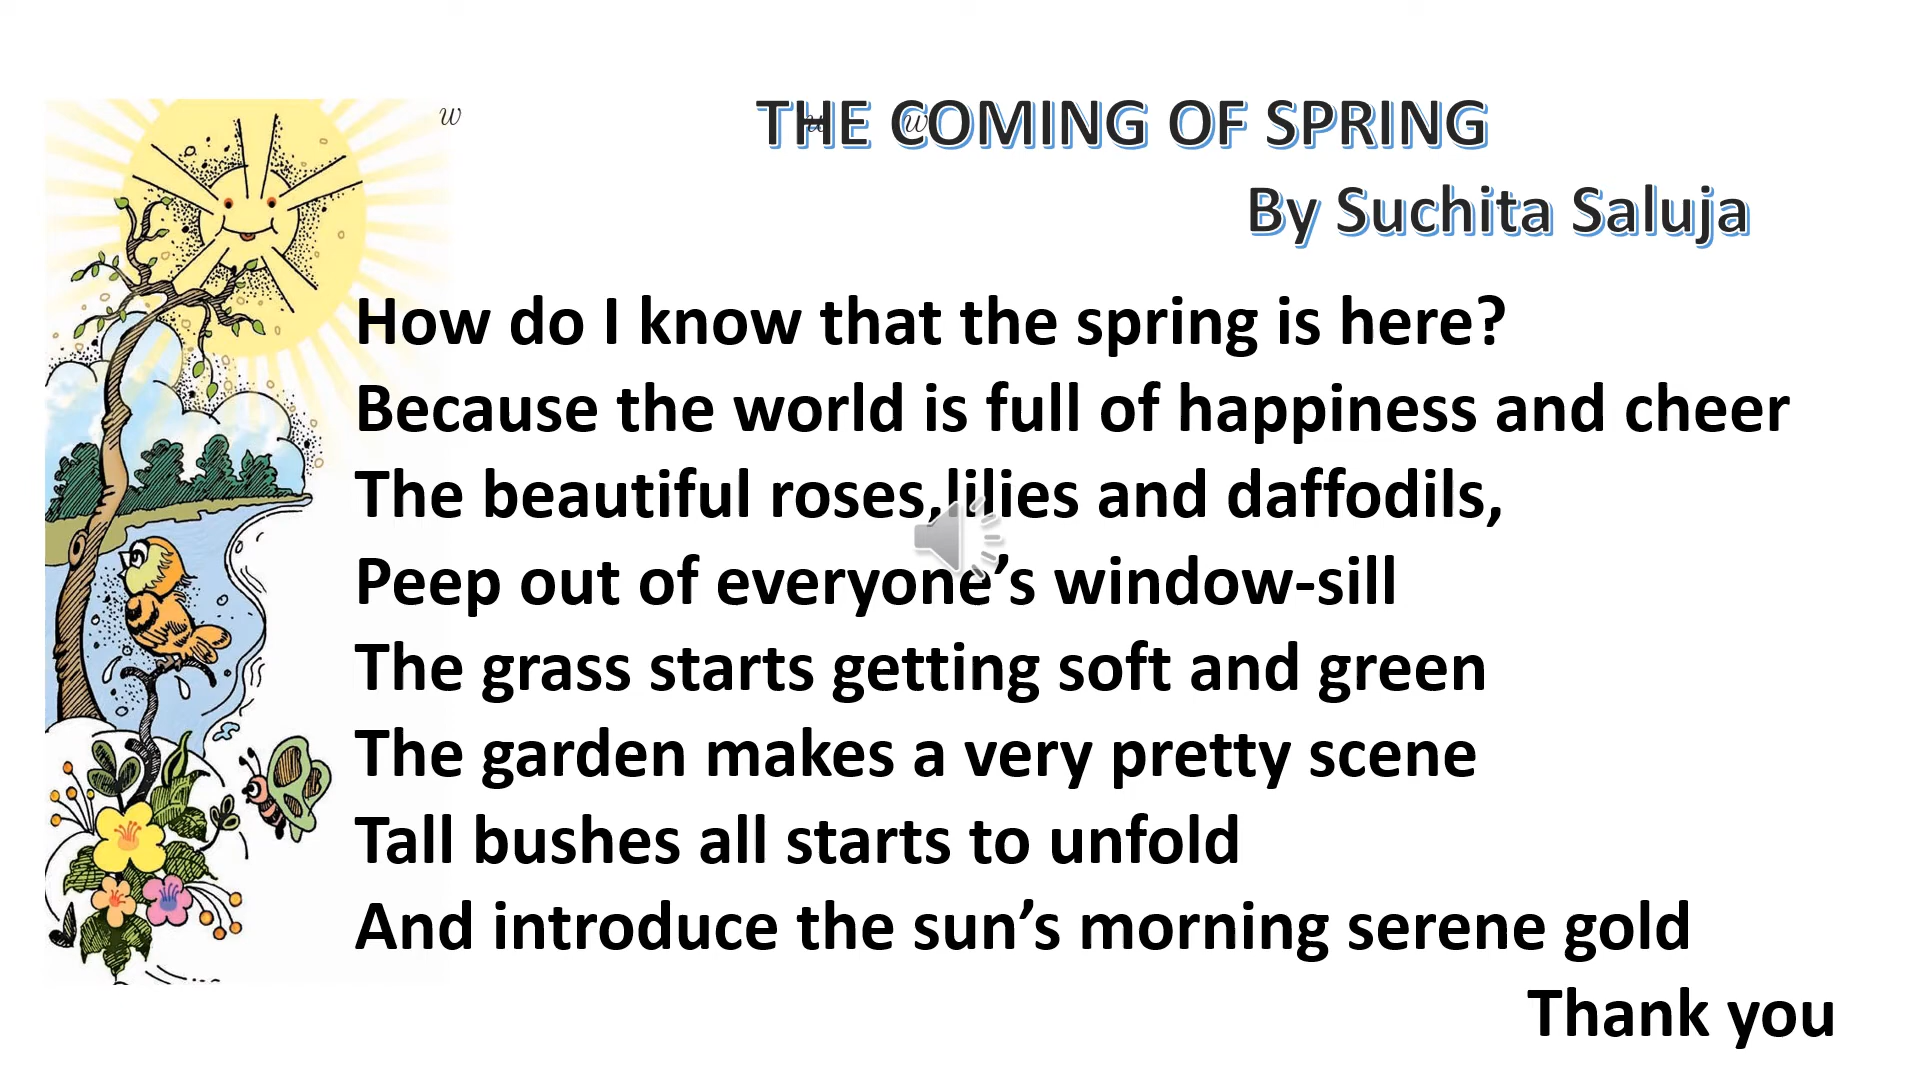 THE COMING OF SPRING
By Suchita Saluja
How do I know that the spring is here?
Because the world is full of happiness and cheer
The beautiful roses,lilies and daffodils,
Peep out of everyone’s window-sill
The grass starts getting soft and green
The garden makes a very pretty scene
Tall bushes all starts to unfold
And introduce the sun’s morning serene gold
Thank you